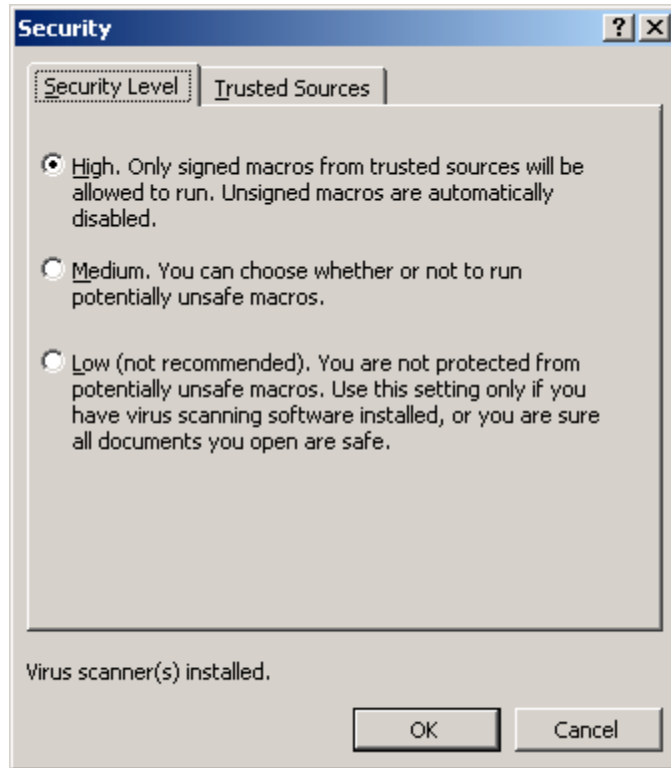 Security
Security Level
Trusted Sources
High. Only signed macros from trusted sources will be
allowed to run. Unsigned macros are automatically
disabled.
Medium. You can choose whether or not to run
potentially unsafe macros.
Low (not recommended). You are not protected from
potentially unsafe macros. Use this setting only if you
have virus scanning software installed, or you are sure
all documents you open are safe.
Virus scanner(s) installed.
OK
Cancel